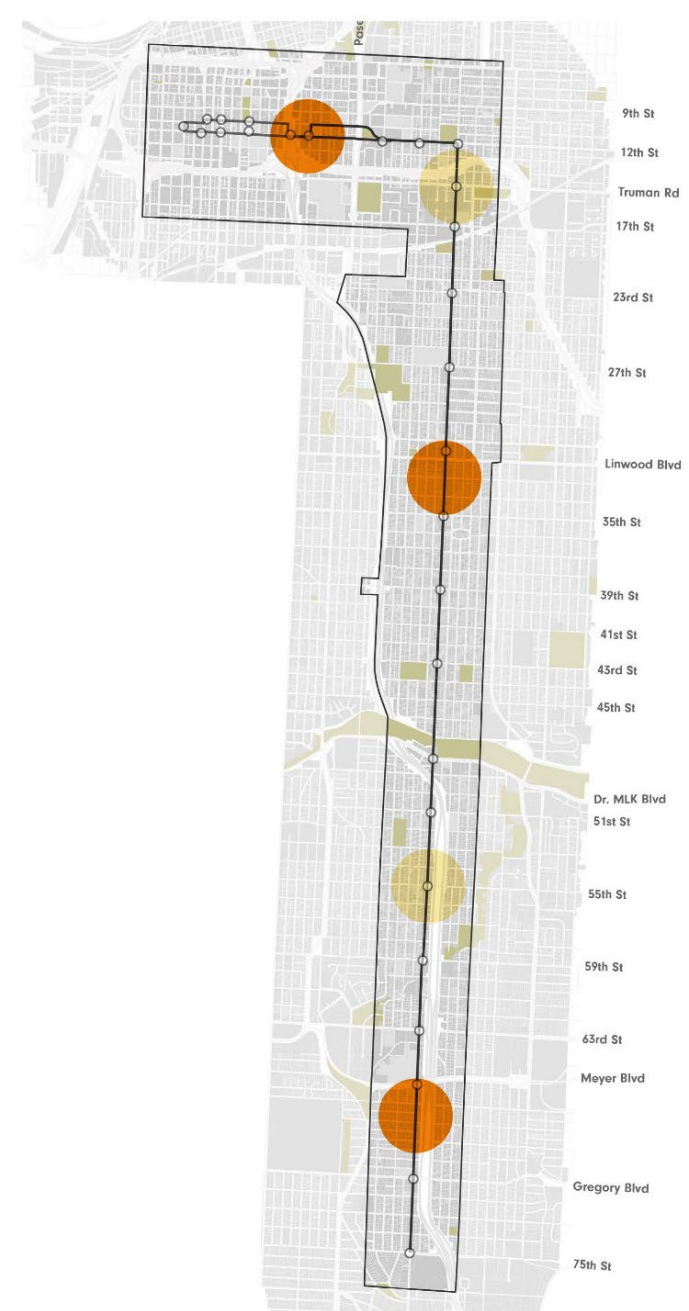 9th St
12th St
Truman Rd
17th St
23rd St
27th St
Linwood Blvd
35th St
39th St
41st St
43rd St
45th St
Dr. MLK Blvd
51st St
55th St
59th St
63rd St
Meyer Blvd
Gregory Blvd
75th St